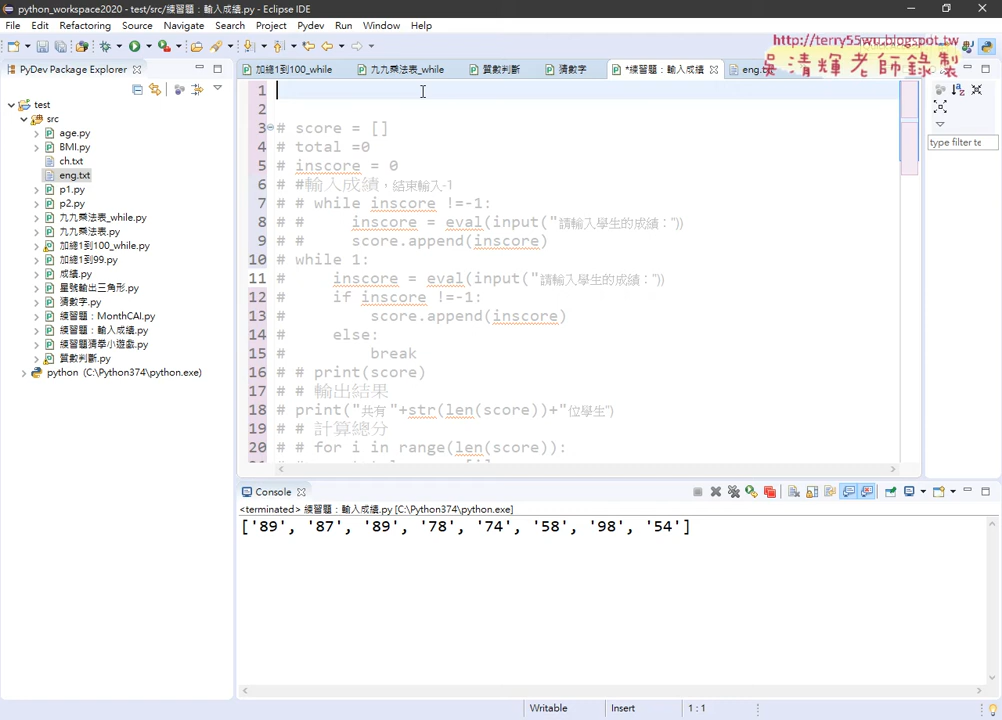 python_workspace2020 - test/src/練習題：輸入成績.py - Eclipse IDE
File Edit Refactoring Source Navigate Search Project Pydev Run Window Help
http://terry55wu.blogspot.tw
吳清輝老師錄製
PyDev Package Explorer
加總1到100_while
九九乘法表_while
質數判斷
猜數字
*練習題：輸入成績
test
src
age.py
BMI.py
ch.txt
eng.txt
p1.py
p2.py
九九乘法表_while.py
九九乘法表.py
加總1到100_while.py
加總1到99.py
成績.py
星號輸出三角形.py
猜數字.py
練習題：MonthCAI.py
練習題：輸入成績.py
練習題猜拳小遊戲.py
質數判斷.py
python (C:\Python374\python.exe)
1
2
3 # score = []
4 # total =0
5 # inscore = 0
6 # #輸入成績，結束輸入-1
7 # # while inscore !=-1:
8 # # inscore = eval(input("請輸入學生的成績："))
9 # # score.append(inscore)
10 # while 1:
11 # inscore = eval(input("請輸入學生的成績："))
12 # if inscore !=-1:
13 # score.append(inscore)
14 # else:
15 # break
16 # # print(score)
17 # # 輸出結果
18 # print("共有"+str(len(score))+"位學生")
19 # # 計算總分
20 # # for i in range(len(score)):
type filter te
Console
<terminated> 練習題：輸入成績.py [C:\Python374\python.exe]
['89', '87', '89', '78', '74', '58', '98', '54']
Writable Insert 1 : 1